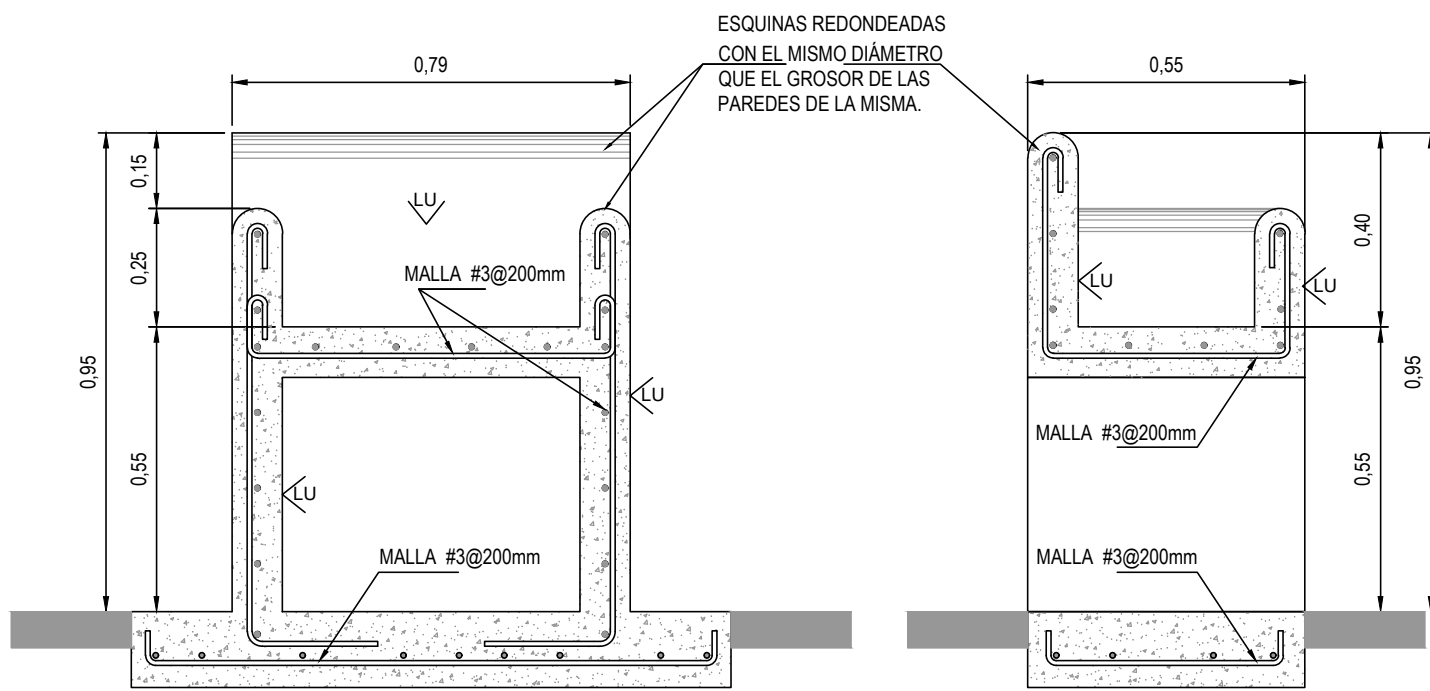 ESQUINAS REDONDEADAS
CON EL MISMO DIÁMETRO
QUE EL GROSOR DE LAS
PAREDES DE LA MISMA.
0,79
0,55
0,15
0,25
0,95
0,55
LU
MALLA #3@200mm
LU
LU
MALLA #3@200mm
LU
LU
0,40
0,95
0,55
MALLA #3@200mm
MALLA #3@200mm